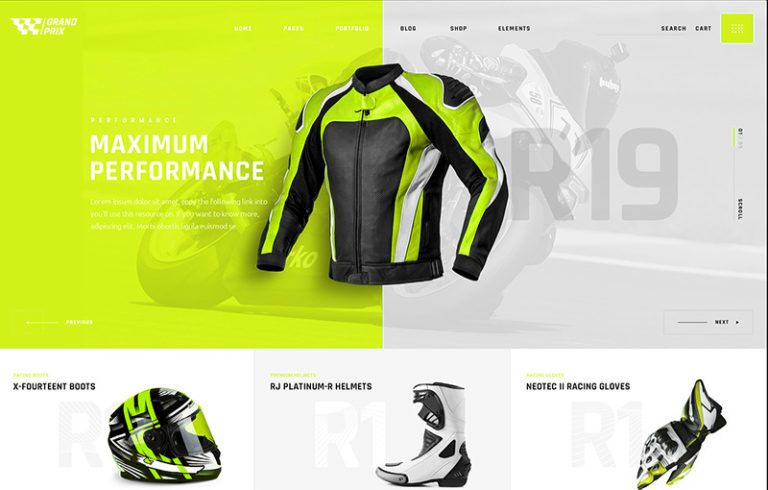 GRAND
PRIX
HOME
PAGES
PORTFOLIO
BLOG
SHOP
ELEMENTS
SEARCH
CART
PERFORMANCE
MAXIMUM
PERFORMANCE
Lorem ipsum dolor sit amet, copy the following link into
you'll use this resource on. If you want to know more,
adipiscing elit. Morbi obortis ligula euismod se
R19
01
SCROLL
PREVIOUS
NEXT
RACING BOOTS
X-FOURTEENT BOOTS
R1
PREMIUM HELMETS
RJ PLATINUM-R HELMETS
R1
RACING GLOVES
NEOTEC II RACING GLOVES
R1